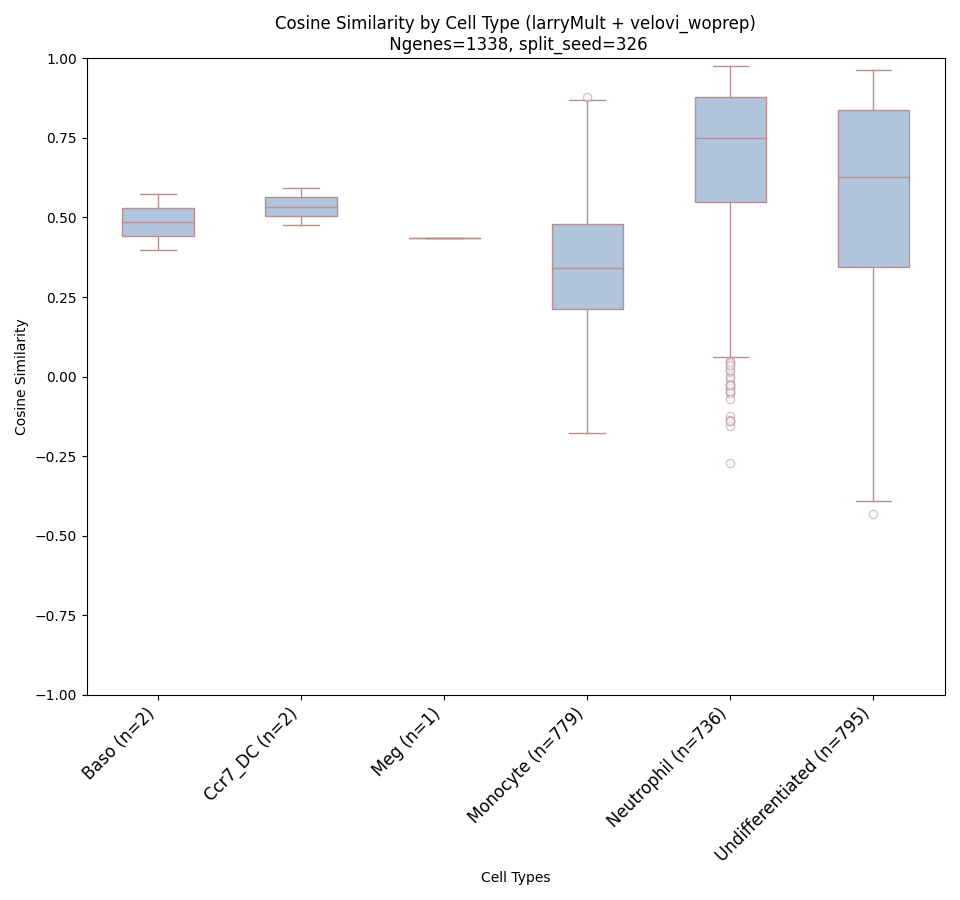 Cosine Similarity by Cell Type (larryMult + velovi_woprep)
Ngenes=1338, split_seed=326
Cosine Similarity
1.00
0.75
0.50
0.25
0.00
−0.25
−0.50
−0.75
−1.00
Baso (n=2)
Ccr7_DC (n=2)
Meg (n=1)
Monocyte (n=779)
Neutrophil (n=736)
Undifferentiated (n=795)
Cell Types